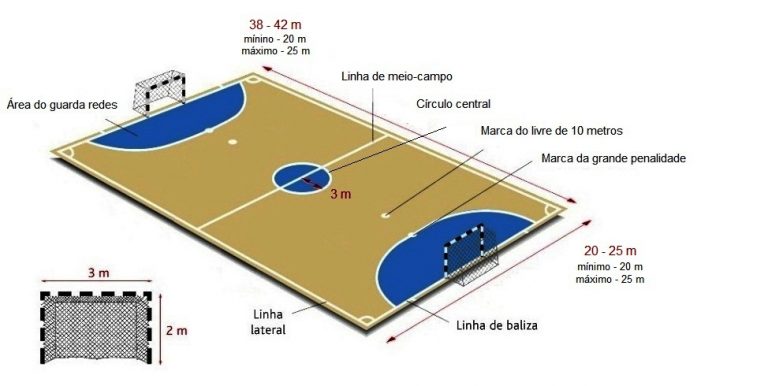 38 - 42 m
mínino - 20 m
máximo - 25 m
Linha de meio-campo
Área do guarda redes
Círculo central
Marca do livre de 10 metros
Marca da grande penalidade
3 m
20 - 25 m
mínimo - 20 m
máximo - 25 m
3 m
2 m
Linha
lateral
Linha de baliza